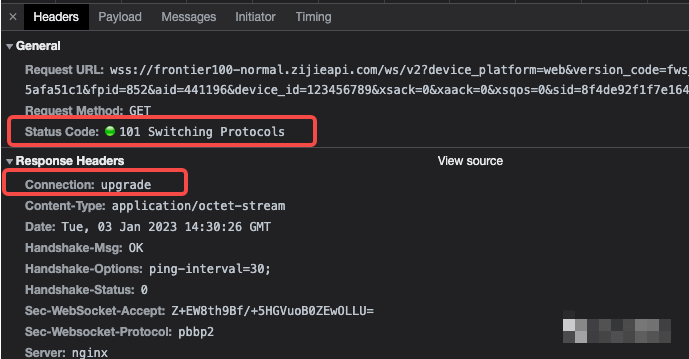 × Headers Payload Messages Initiator Timing
▼ General
Request URL: wss://frontier100-normal.zijieapi.com/ws/v2?device_platform=web&version_code=fws_
5afa51c1&fpid=852&aid=441196&device_id=123456789&xsack=0&xaack=0&xsqos=0&sid=8f4de92f1f7e164
Request Method: GET
Status Code: 101 Switching Protocols
▼ Response Headers View source
Connection: upgrade
Content-Type: application/octet-stream
Date: Tue, 03 Jan 2023 14:30:26 GMT
Handshake-Msg: OK
Handshake-Options: ping-interval=30;
Handshake-Status: 0
Sec-WebSocket-Accept: Z+EW8th9Bf/+5HGVuoB0ZEwOLLU=
Sec-Websocket-Protocol: pbbp2
Server: nginx